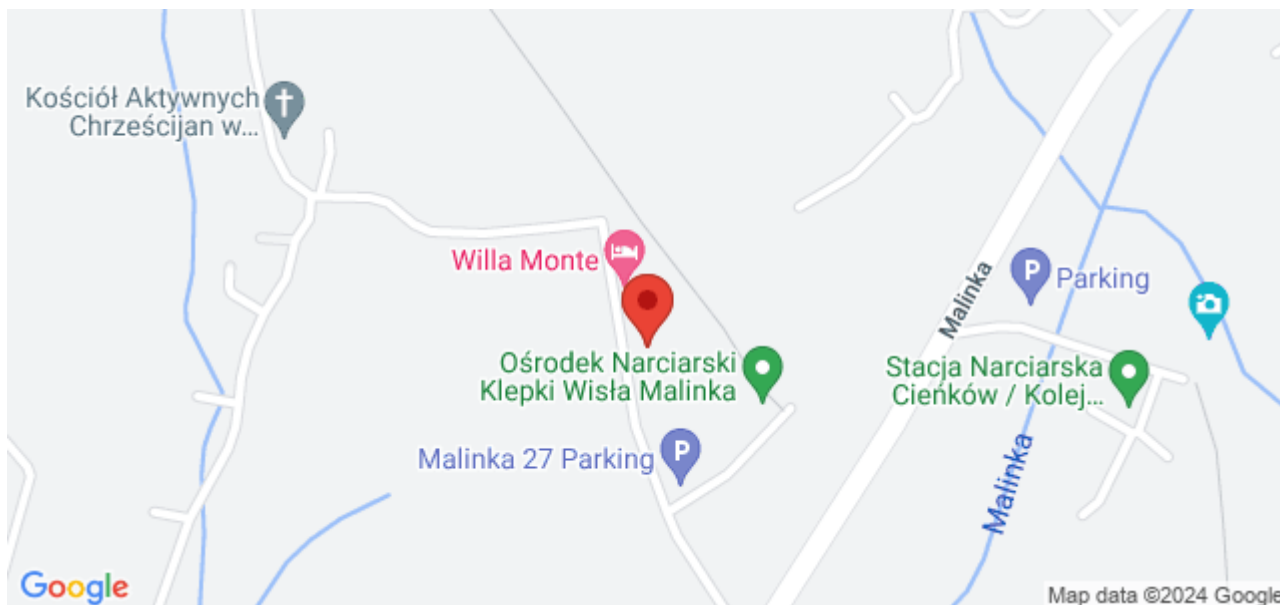 Kościół Aktywnych
Chrześcijan w...
Willa Monte
Malinka
Parking
Ośrodek Narciarski
Klepki Wisła Malinka
Stacja Narciarska
Cieńków / Kolej...
Malinka 27 Parking
Malinka
Google
Map data ©2024 Google